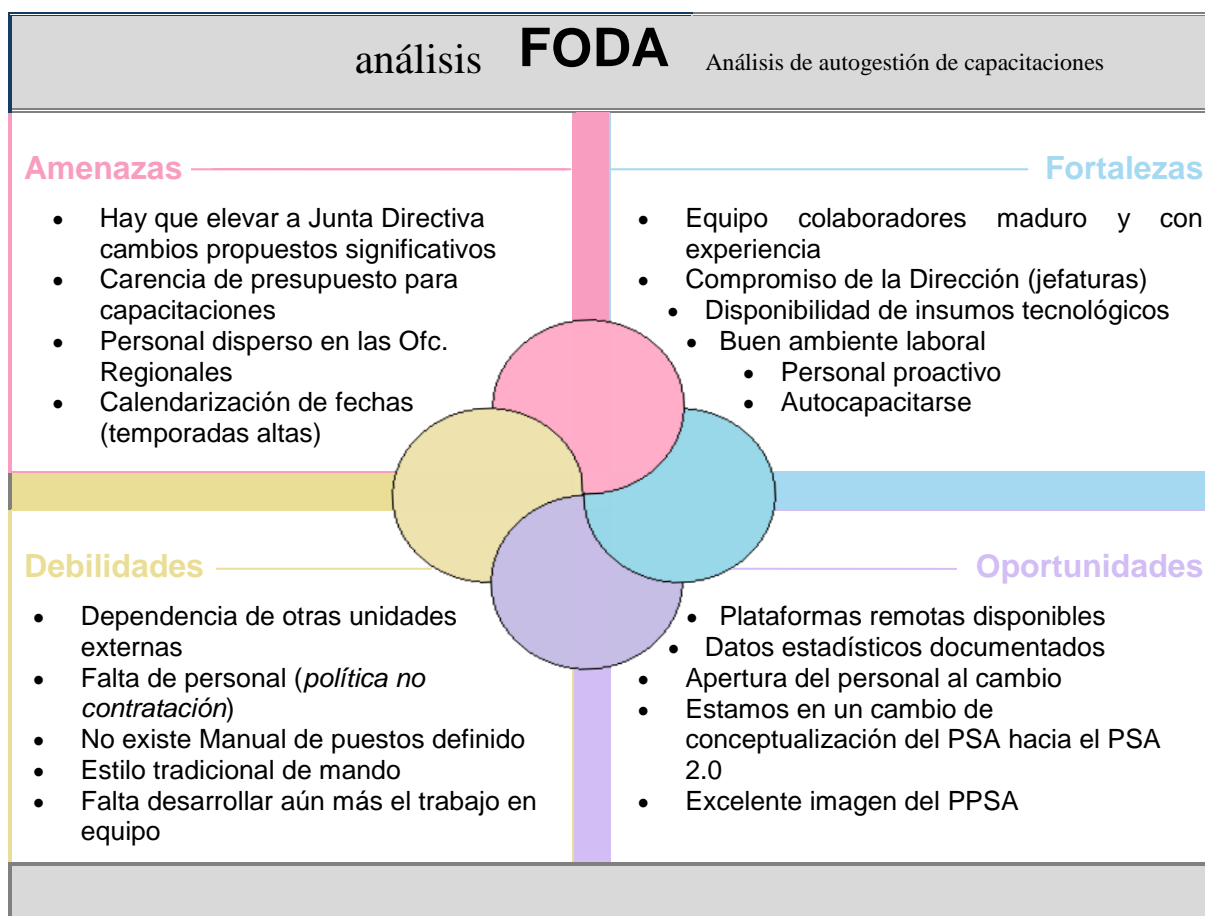 análisis FODA Análisis de autogestión de capacitaciones
Amenazas
• Hay que elevar a Junta Directiva
cambios propuestos significativos
• Carencia de presupuesto para
capacitaciones
• Personal disperso en las Ofc.
Regionales
• Calendarización de fechas
(temporadas altas)
Fortalezas
• Equipo colaboradores maduro y con
experiencia
• Compromiso de la Dirección (jefaturas)
• Disponibilidad de insumos tecnológicos
• Buen ambiente laboral
• Personal proactivo
• Autocapacitarse
Debilidades
• Dependencia de otras unidades
externas
• Falta de personal (política no
contratación)
• No existe Manual de puestos definido
• Estilo tradicional de mando
• Falta desarrollar aún más el trabajo en
equipo
Oportunidades
• Plataformas remotas disponibles
• Datos estadísticos documentados
• Apertura del personal al cambio
• Estamos en un cambio de
conceptualización del PSA hacia el PSA
2.0
• Excelente imagen del PPSA